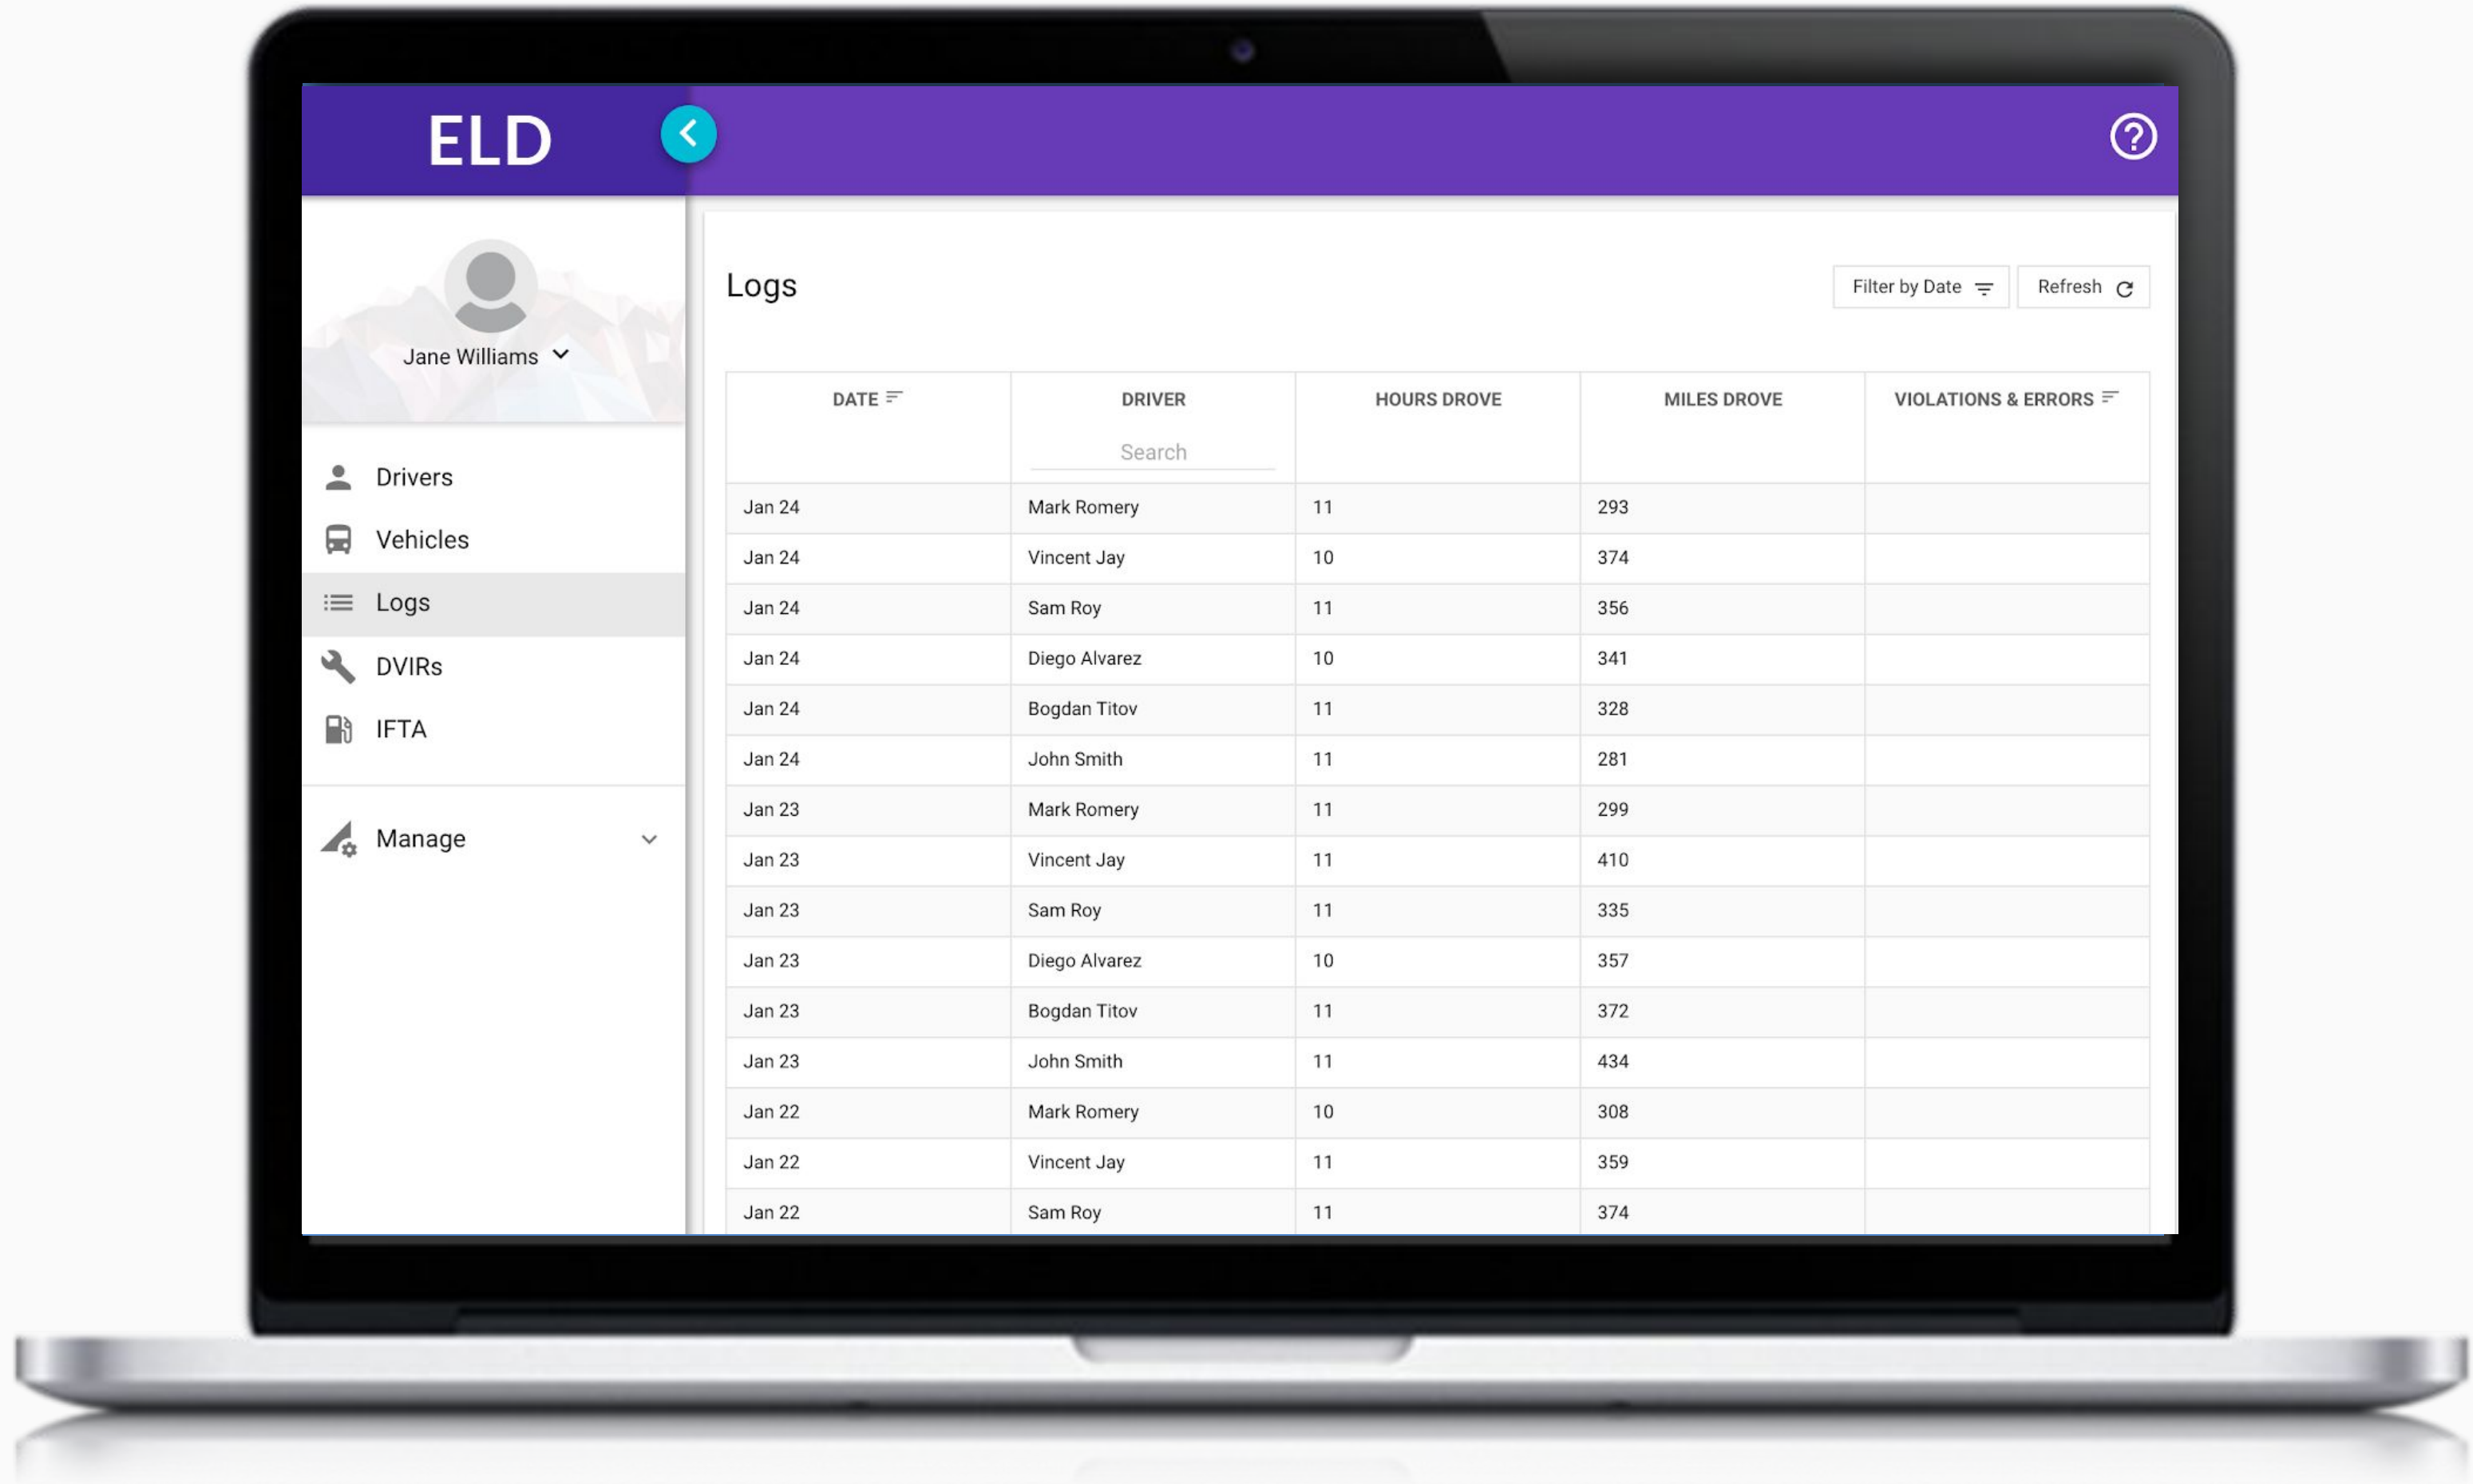 ELD
Jane Williams
Drivers
Vehicles
Logs
DVIRs
IFTA
Manage
Logs
Filter by Date
Refresh
DATE DRIVER HOURS DROVE MILES DROVE VIOLATIONS & ERRORS
Search
Jan 24 Mark Romery 11 293
Jan 24 Vincent Jay 10 374
Jan 24 Sam Roy 11 356
Jan 24 Diego Alvarez 10 341
Jan 24 Bogdan Titov 11 328
Jan 24 John Smith 11 281
Jan 23 Mark Romery 11 299
Jan 23 Vincent Jay 11 410
Jan 23 Sam Roy 11 335
Jan 23 Diego Alvarez 10 357
Jan 23 Bogdan Titov 11 372
Jan 23 John Smith 11 434
Jan 22 Mark Romery 10 308
Jan 22 Vincent Jay 11 359
Jan 22 Sam Roy 11 374